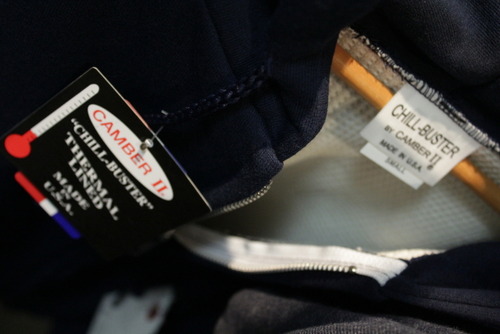 CAMBER II
"CHILL-BUSTER"
THERMAL
LINED
MADE
U.S.A.
CHILL-BUSTER
BY CAMBER II
MADE IN U.S.A.
SMALL